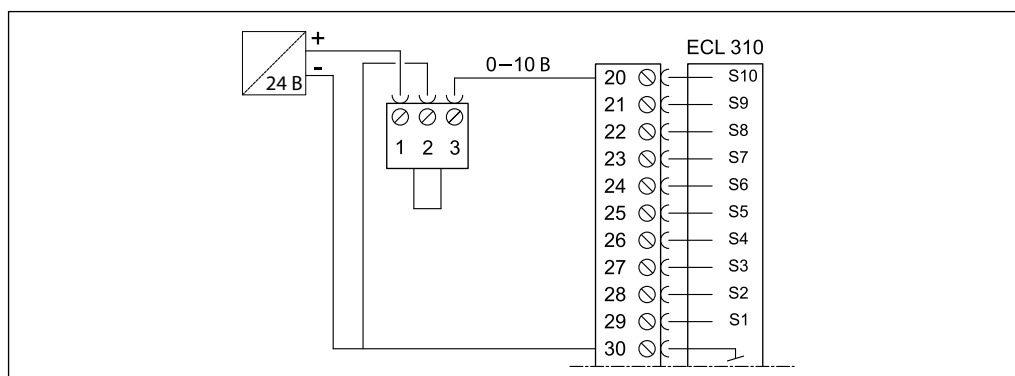 +
-
24 В
ECL 310
0–10 В
1 2 3
20 S10
21 S9
22 S8
23 S7
24 S6
25 S5
26 S4
27 S3
28 S2
29 S1
30